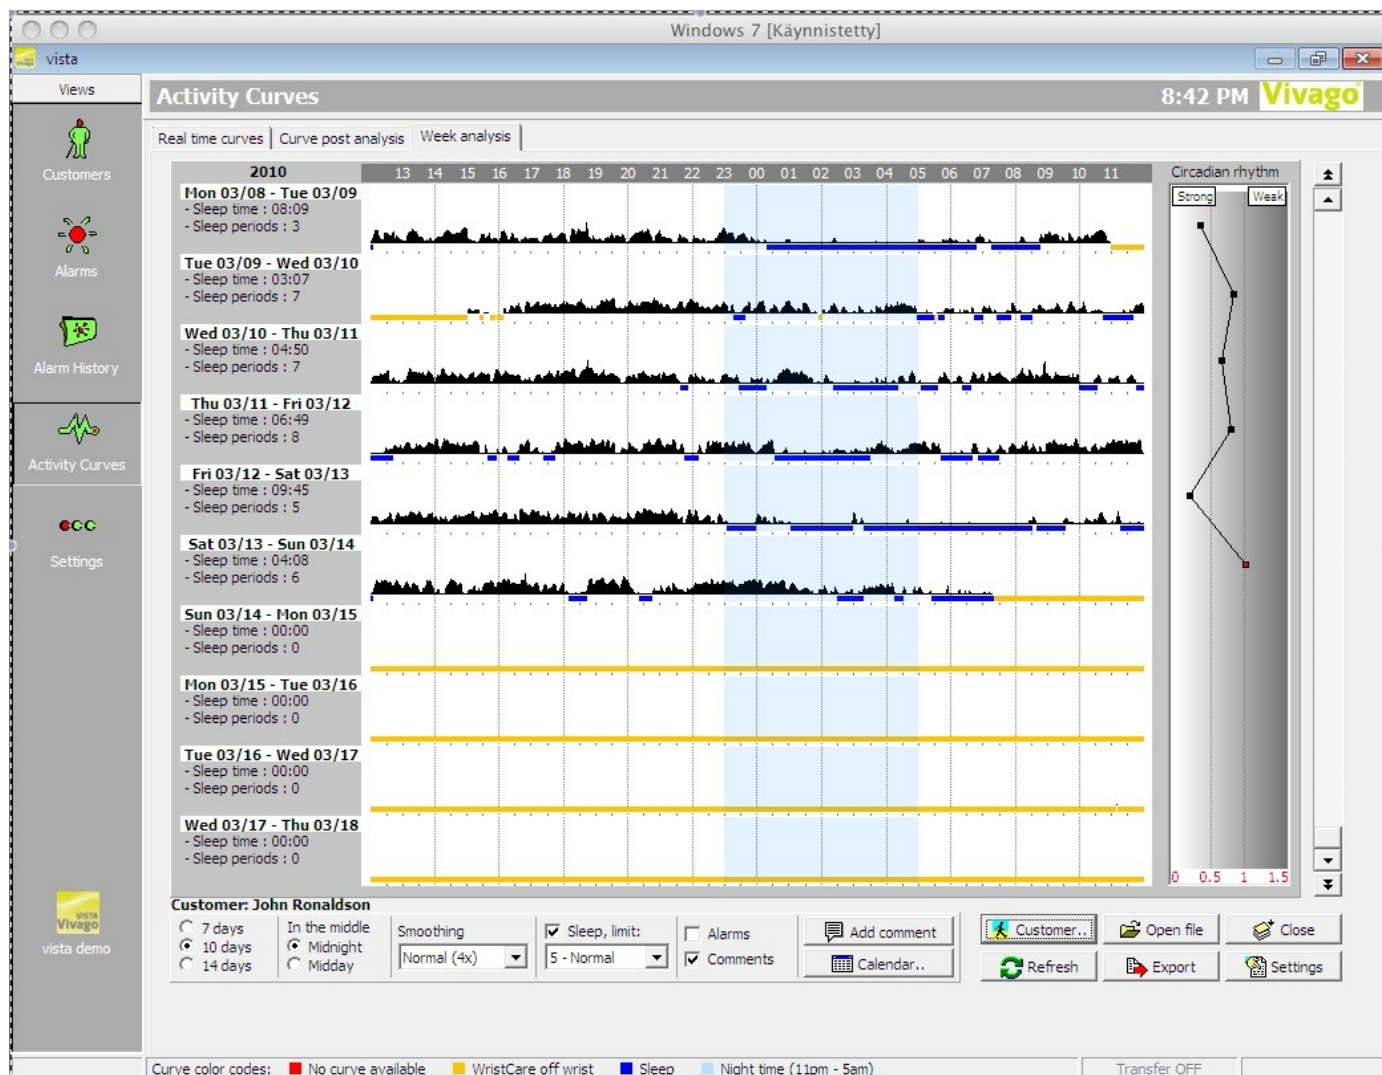 Windows 7 [Käynnistetty]
vista
Views
Activity Curves
8:42 PM Vivago
Real time curves Curve post analysis Week analysis
2010 13 14 15 16 17 18 19 20 21 22 23 00 01 02 03 04 05 06 07 08 09 10 11 Circadian rhythm
Strong Weak
Customers
Alarms
Alarm History
Activity Curves
Settings
VISTA
Vivago
vista demo
Mon 03/08 - Tue 03/09
- Sleep time : 08:09
- Sleep periods : 3
Tue 03/09 - Wed 03/10
- Sleep time : 03:07
- Sleep periods : 7
Wed 03/10 - Thu 03/11
- Sleep time : 04:50
- Sleep periods : 7
Thu 03/11 - Fri 03/12
- Sleep time : 06:49
- Sleep periods : 8
Fri 03/12 - Sat 03/13
- Sleep time : 09:45
- Sleep periods : 5
Sat 03/13 - Sun 03/14
- Sleep time : 04:08
- Sleep periods : 6
Sun 03/14 - Mon 03/15
- Sleep time : 00:00
- Sleep periods : 0
Mon 03/15 - Tue 03/16
- Sleep time : 00:00
- Sleep periods : 0
Tue 03/16 - Wed 03/17
- Sleep time : 00:00
- Sleep periods : 0
Wed 03/17 - Thu 03/18
- Sleep time : 00:00
- Sleep periods : 0
0 0.5 1 1.5
Customer: John Ronaldson
7 days
10 days
14 days
In the middle
Midnight
Midday
Smoothing
Normal (4x)
Sleep, limit:
5 - Normal
Alarms
Comments
Add comment
Calendar..
Customer.. Open file Close
Refresh Export Settings
Curve color codes: No curve available WristCare off wrist Sleep Night time (11pm - 5am) Transfer OFF